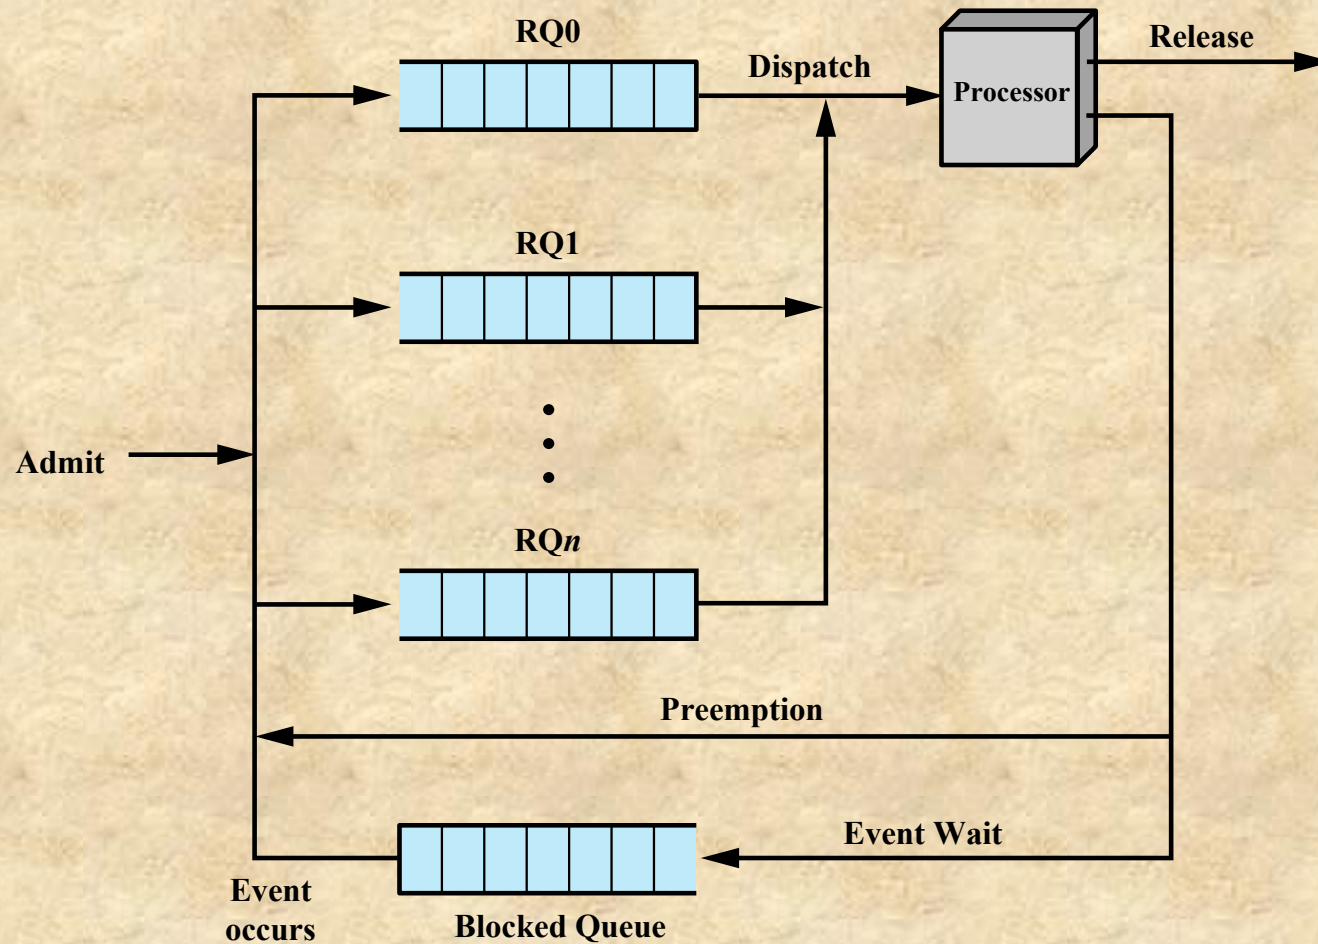 RQ0
Release
Dispatch
Processor
RQ1
Admit
RQn
Preemption
Event Wait
Event
occurs
Blocked Queue